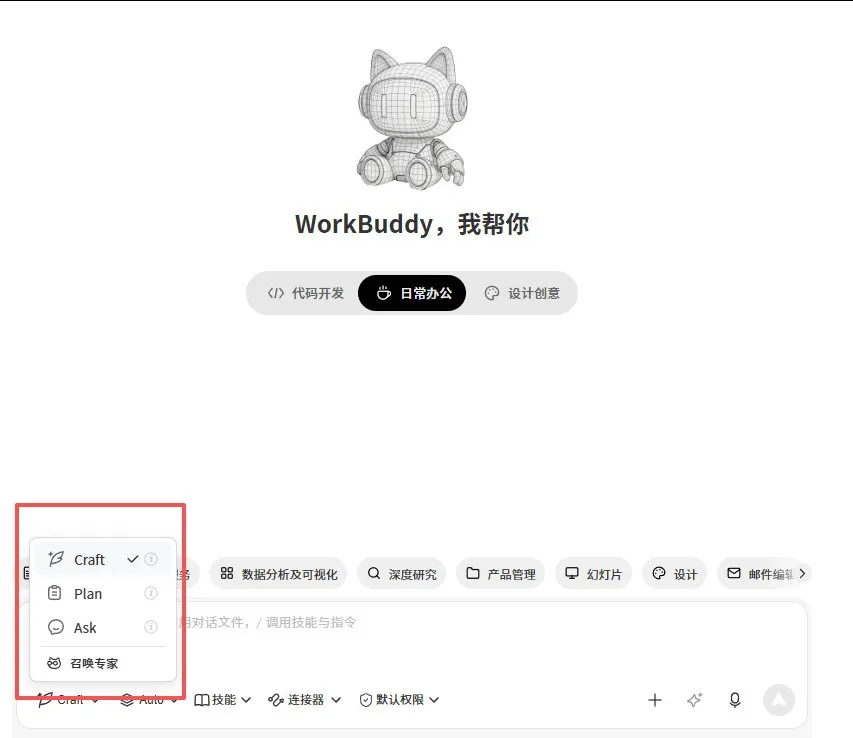 WorkBuddy，我帮你
代码开发
日常办公
设计创意
Craft
Plan
Ask
召唤专家
数据分析及可视化
深度研究
产品管理
幻灯片
设计
邮件编辑
用对话文件，/ 调用技能与指令
Craft
Auto
技能
连接器
默认权限